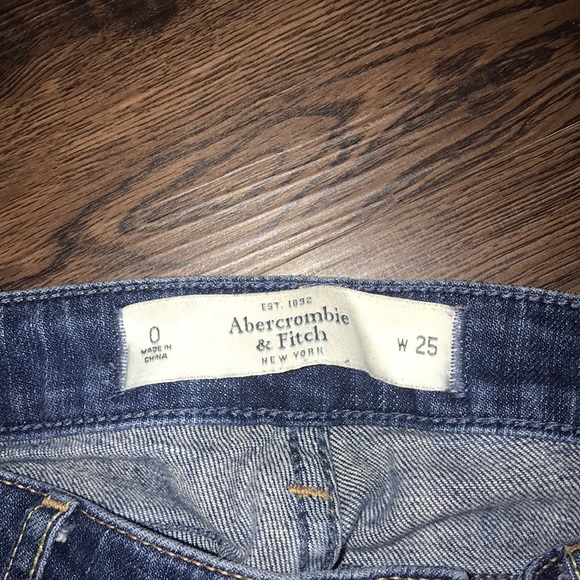 0
MADE IN
CHINA
EST. 1892
Abercrombie
& Fitch
NEW YORK
W 25